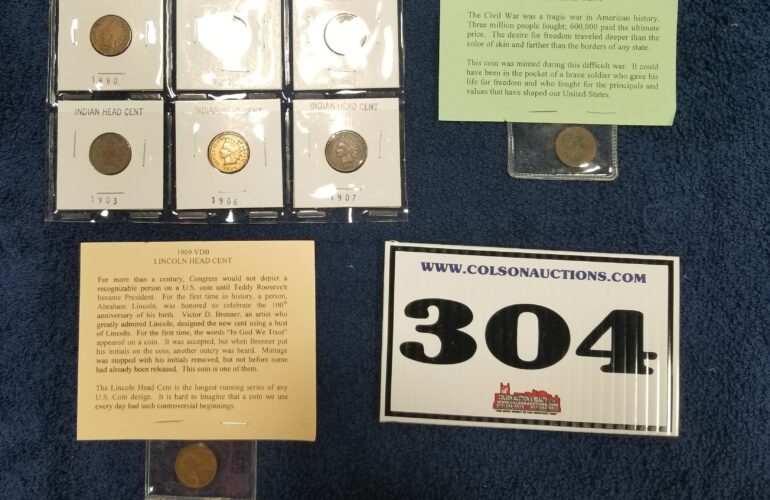 1880
INDIAN HEAD CENT
INDIAN HEAD CENT
1903
1906
1907
The Civil War was a tragic war in American history.
Three million people fought; 600,000 paid the ultimate
price. The desire for freedom traveled deeper than the
color of skin and farther than the borders of any state.
This coin was minted during this difficult war. It could
have been in the pocket of a brave soldier who gave his
life for freedom and who fought for the principals and
values that have shaped our United States.
1909 VDB
LINCOLN HEAD CENT
For more than a century, Congress would not depict a
recognizable person on a U.S. coin until Teddy Roosevelt
became President. For the first time in history, a person,
Abraham Lincoln, was honored to celebrate the 100th
anniversary of his birth. Victor D. Brenner, an artist who
greatly admired Lincoln, designed the new cent using a bust
of Lincoln. For the first time, the words "In God We Trust"
appeared on a coin. It was accepted, but when Brenner put
his initials on the coin, another outcry was heard. Mintage
was stopped with his initials removed, but not before some
had already been released. This coin is one of them.
The Lincoln Head Cent is the longest running series of any
U.S. Coin design. It is hard to imagine that a coin we use
every day had such controversial beginnings.
WWW.COLSONAUCTIONS.COM
304
COLSON AUCTION & REALTY
WWW.COLSONAUCTIONS.COM